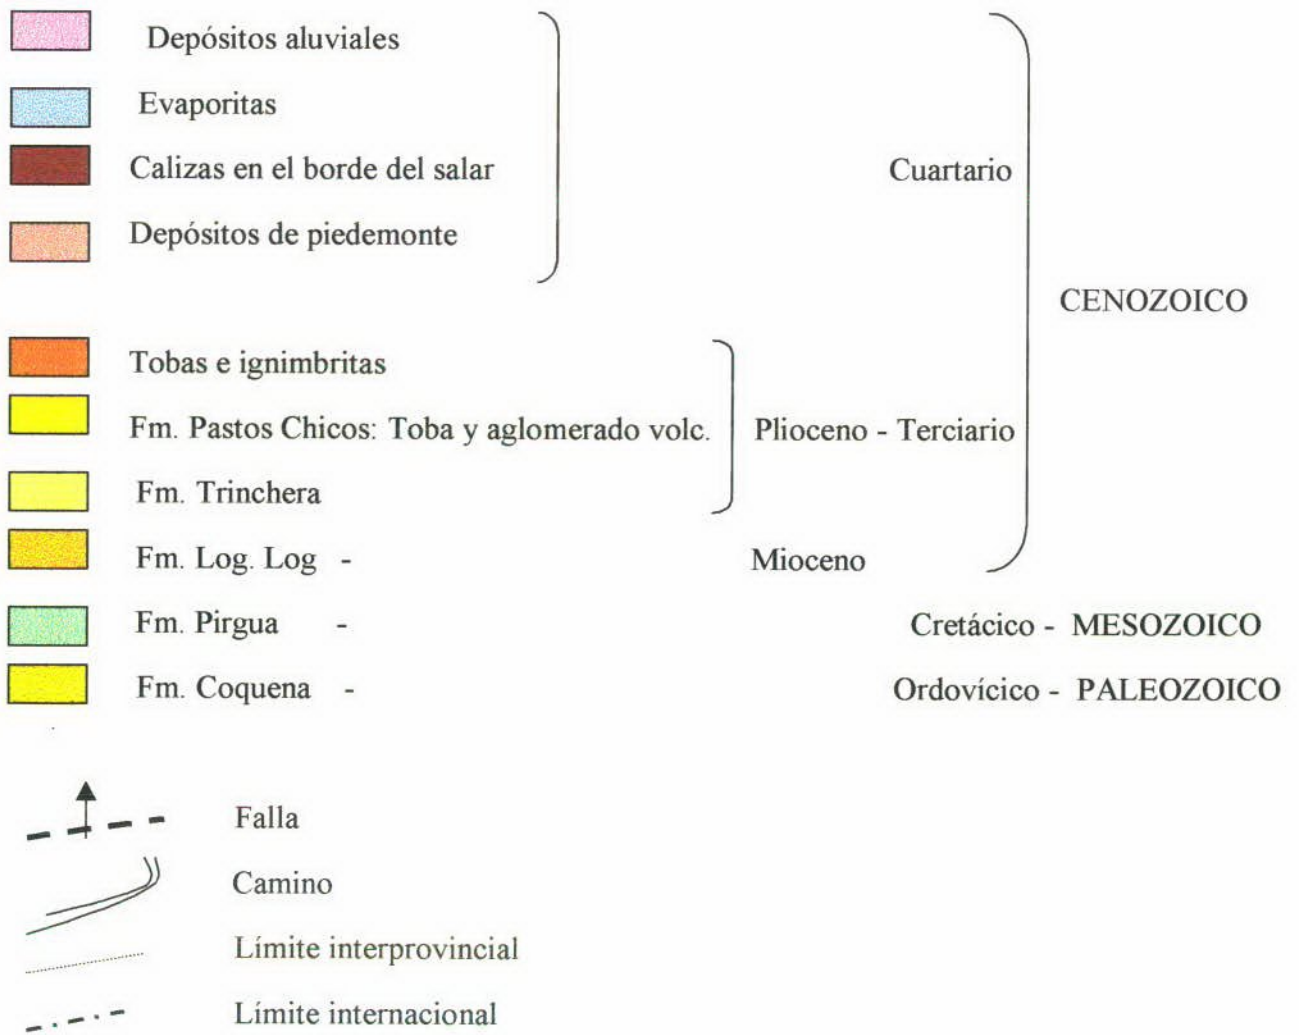 Depósitos aluviales
Evaporitas
Calizas en el borde del salar
Cuartario
Depósitos de piedemonte
CENOZOICO
Tobas e ignimbritas
Fm. Pastos Chicos: Toba y aglomerado volc.
Plioceno - Terciario
Fm. Trinchera
Fm. Log. Log -
Mioceno
Fm. Pirgua -
Cretácico - MESOZOICO
Fm. Coquena -
Ordovícico - PALEOZOICO
Falla
Camino
Límite interprovincial
Límite internacional